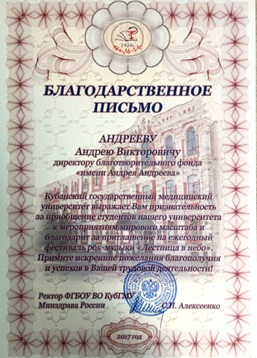 1920
БЛАГОДАРСТВЕННОЕ
ПИСЬМО
АНДРЕЕВУ
Андрею Викторовичу
директору благотворительного фонда
«имени Андрея Андреева»
Кубанский государственный медицинский
университет выражает Вам признательность
за приобщение студентов нашего университета
к мероприятиям мирового масштаба и
благодарит за приглашение на ежегодный
фестиваль рок-музыки «Лестница в небо».
Примите искренние пожелания благополучия
и успехов в Вашей трудовой деятельности!
Ректор ФГБОУ ВО КубГМУ
Минздрава России
Алексеенко
2017 год